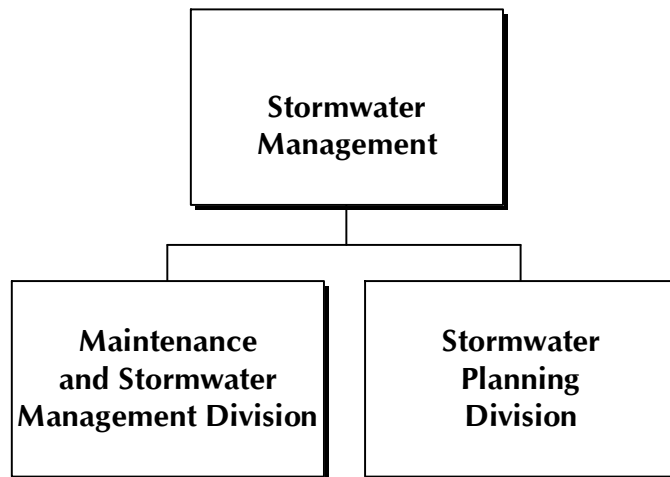 Stormwater
Management
Maintenance
and Stormwater
Management Division
Stormwater
Planning
Division